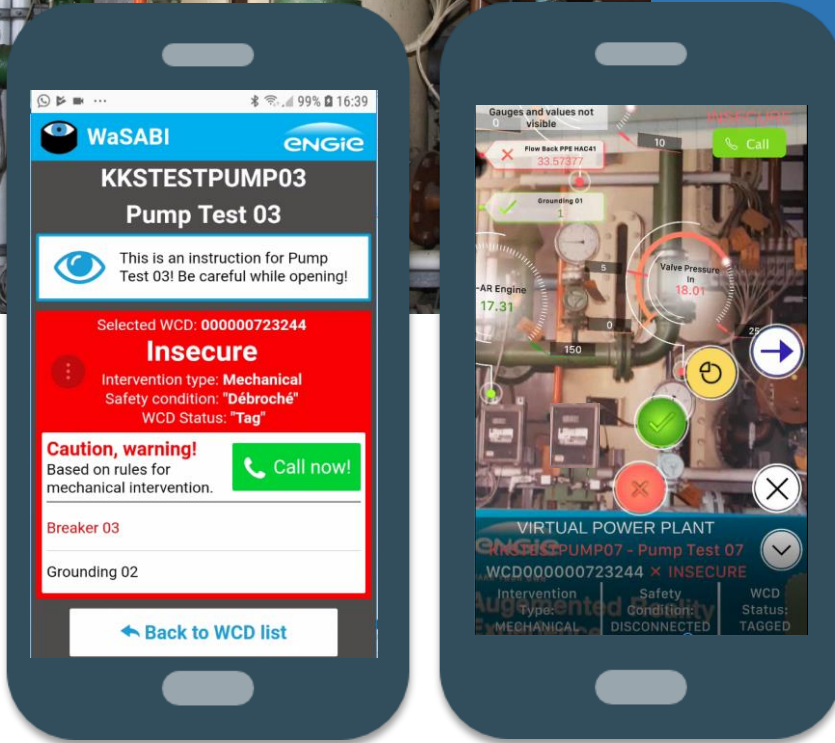 99% 16:39
WaSABI
ENGIE
KKSTESTPUMP03
Pump Test 03
This is an instruction for Pump
Test 03! Be careful while opening!
Selected WCD: 000000723244
Insecure
Intervention type: Mechanical
Safety condition: "Débroché"
WCD Status: "Tag"
Caution, warning!
Based on rules for
mechanical intervention.
Call now!
Breaker 03
Grounding 02
Back to WCD list
Gauges and values not
visible
0
10
INSECURE
Call
Flow Back PPE HAC41
33.57377
Grounding 01
1
5
Valve Pressure
in
18.01
-AR Engine
17.31
0
25
150
VIRTUAL POWER PLANT
ENGIE
KKSTESTPUMP07 - Pump Test 07
WCD000000723244 × INSECURE
Intervention
Type:
MECHANICAL
Safety
Condition:
DISCONNECTED
WCD
Status:
TAGGED
Augmented Reality